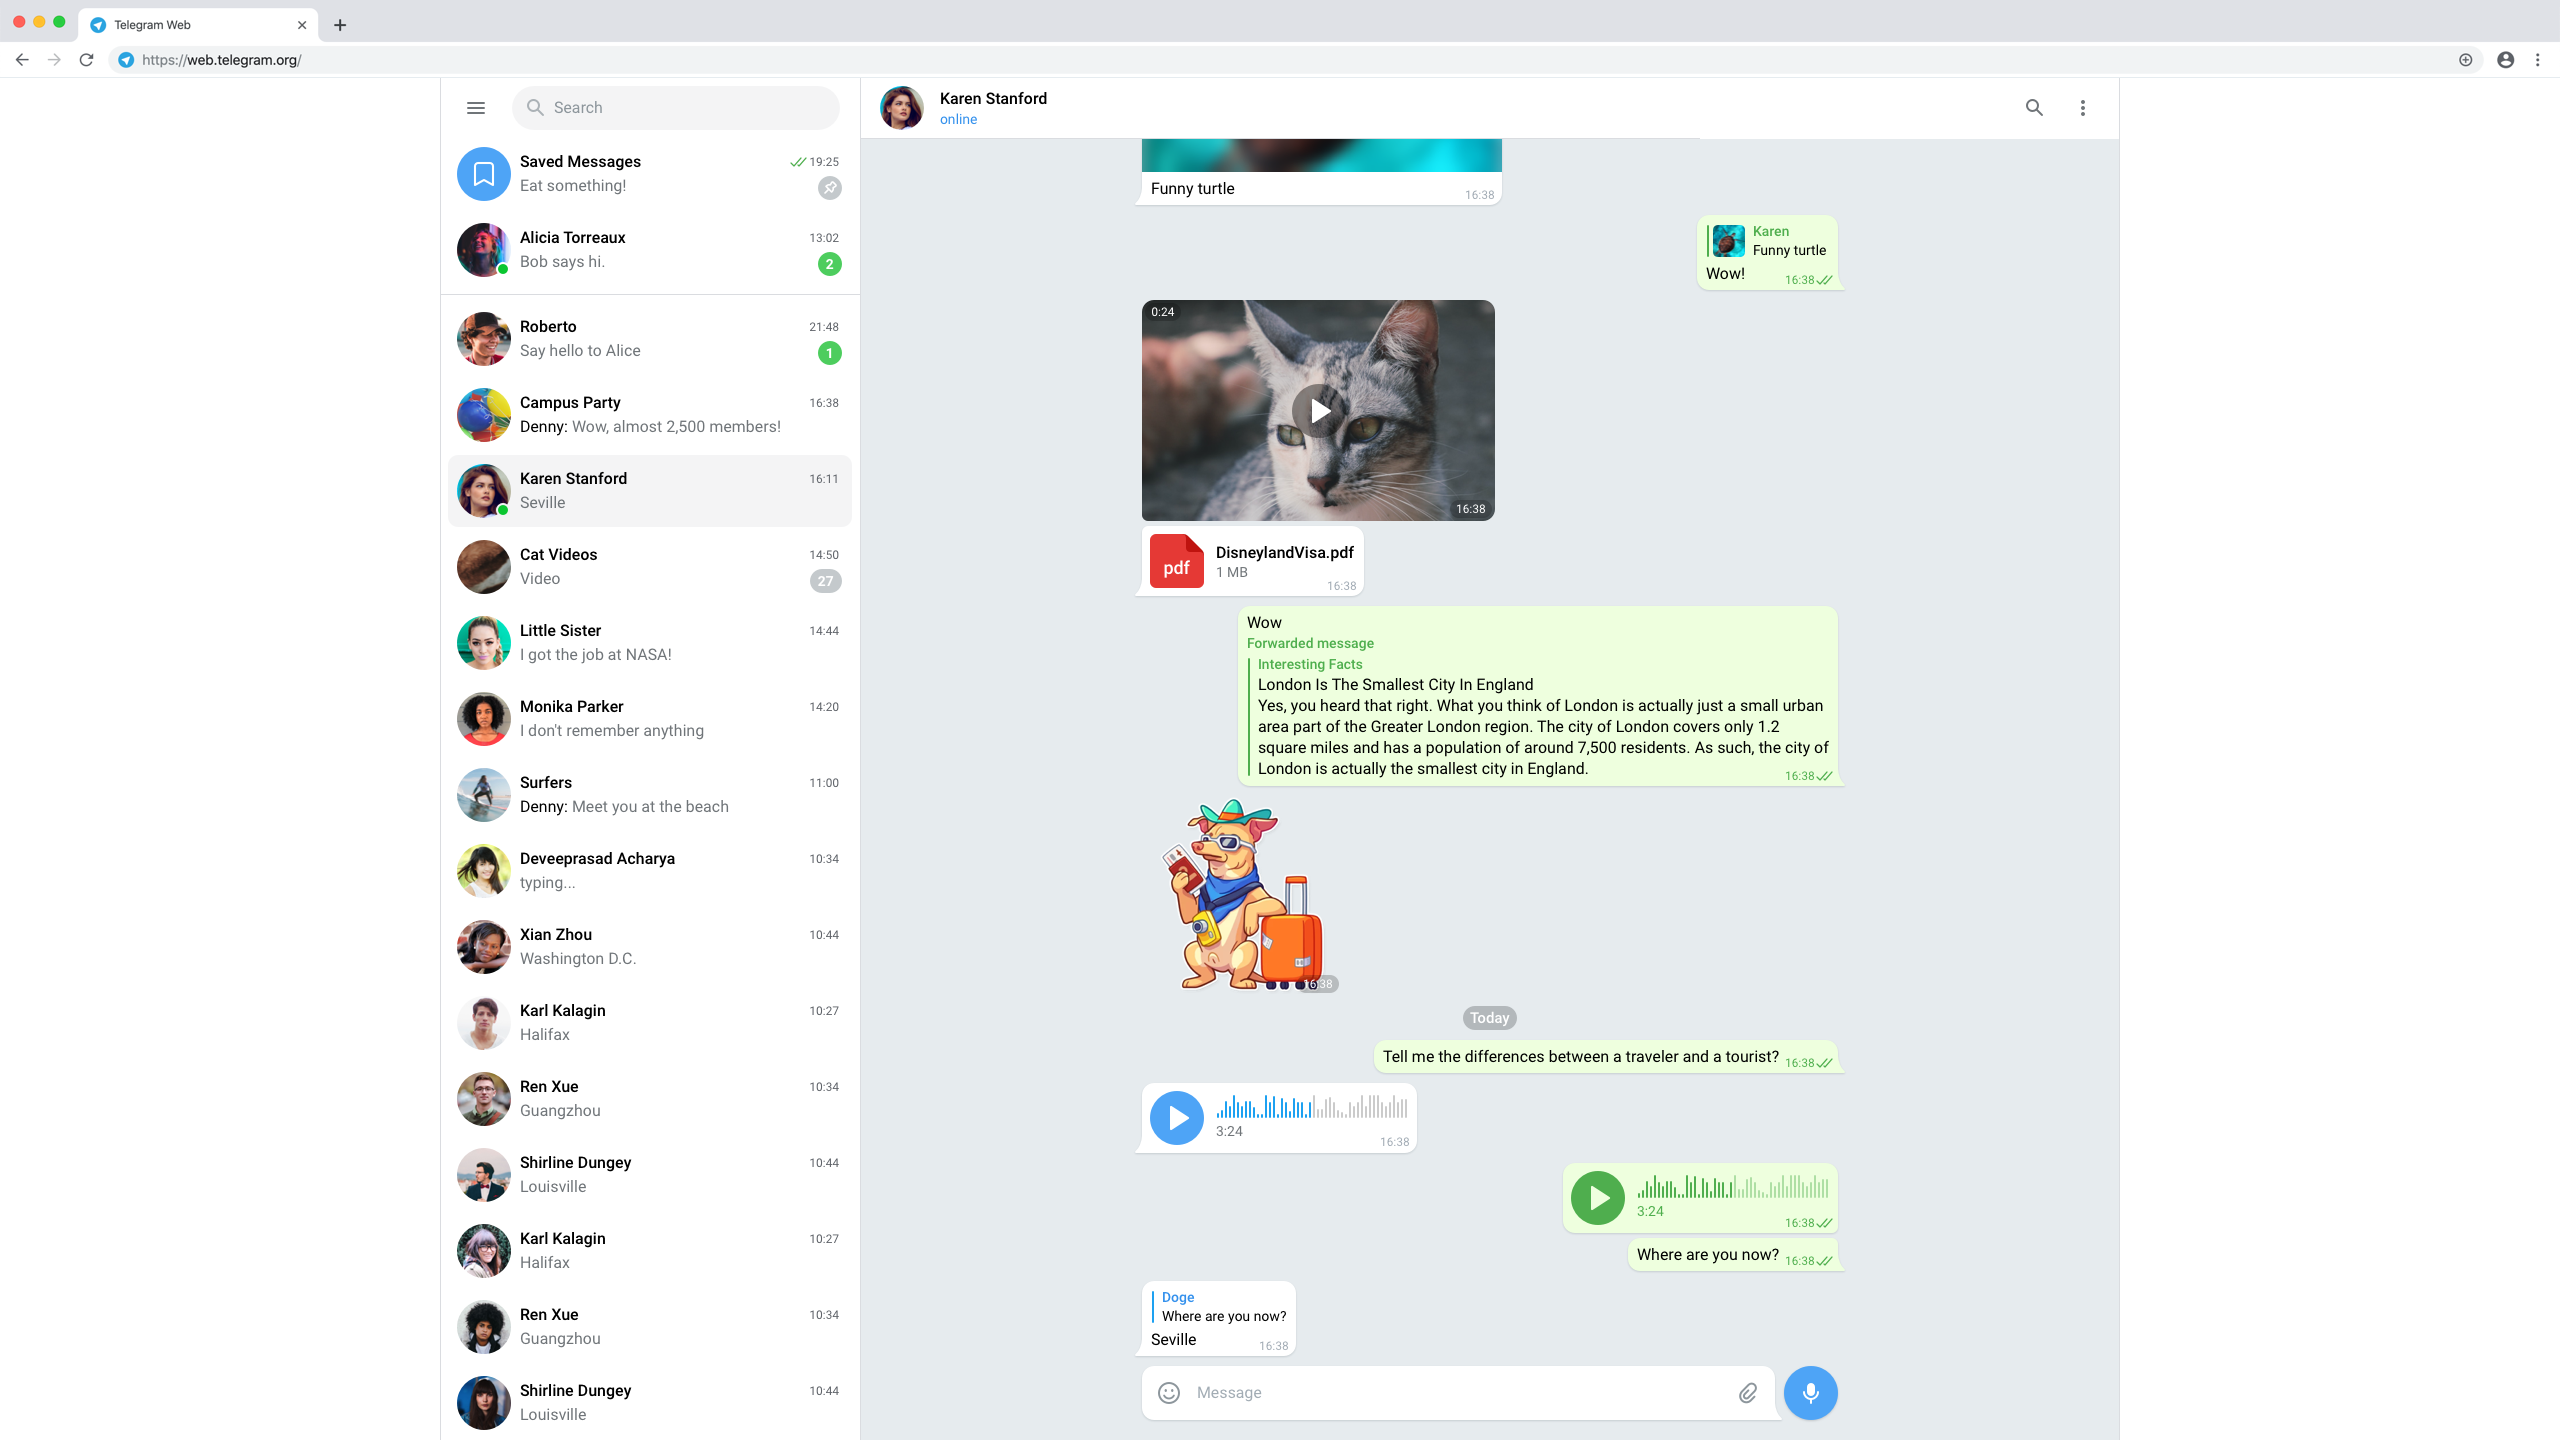 Telegram Web
https://web.telegram.org/
Search
Saved Messages
19:25
Eat something!
Alicia Torreaux
13:02
Bob says hi.
2
Roberto
21:48
Say hello to Alice
1
Campus Party
16:38
Denny: Wow, almost 2,500 members!
Karen Stanford
16:11
Seville
Cat Videos
14:50
Video
27
Little Sister
14:44
I got the job at NASA!
Monika Parker
14:20
I don't remember anything
Surfers
11:00
Denny: Meet you at the beach
Deveeprasad Acharya
10:34
typing...
Xian Zhou
10:44
Washington D.C.
Karl Kalagin
10:27
Halifax
Ren Xue
10:34
Guangzhou
Shirline Dungey
10:44
Louisville
Karl Kalagin
10:27
Halifax
Ren Xue
10:34
Guangzhou
Shirline Dungey
10:44
Louisville
Karen Stanford
online
Funny turtle
16:38
Karen
Funny turtle
Wow!
16:38
0:24
16:38
pdf
DisneylandVisa.pdf
1 MB
16:38
Wow
Forwarded message
Interesting Facts
London Is The Smallest City In England
Yes, you heard that right. What you think of London is actually just a small urban
area part of the Greater London region. The city of London covers only 1.2
square miles and has a population of around 7,500 residents. As such, the city of
London is actually the smallest city in England.
16:38
16:38
Today
Tell me the differences between a traveler and a tourist?
16:38
3:24
16:38
3:24
16:38
Where are you now?
16:38
Doge
Where are you now?
Seville
16:38
Message